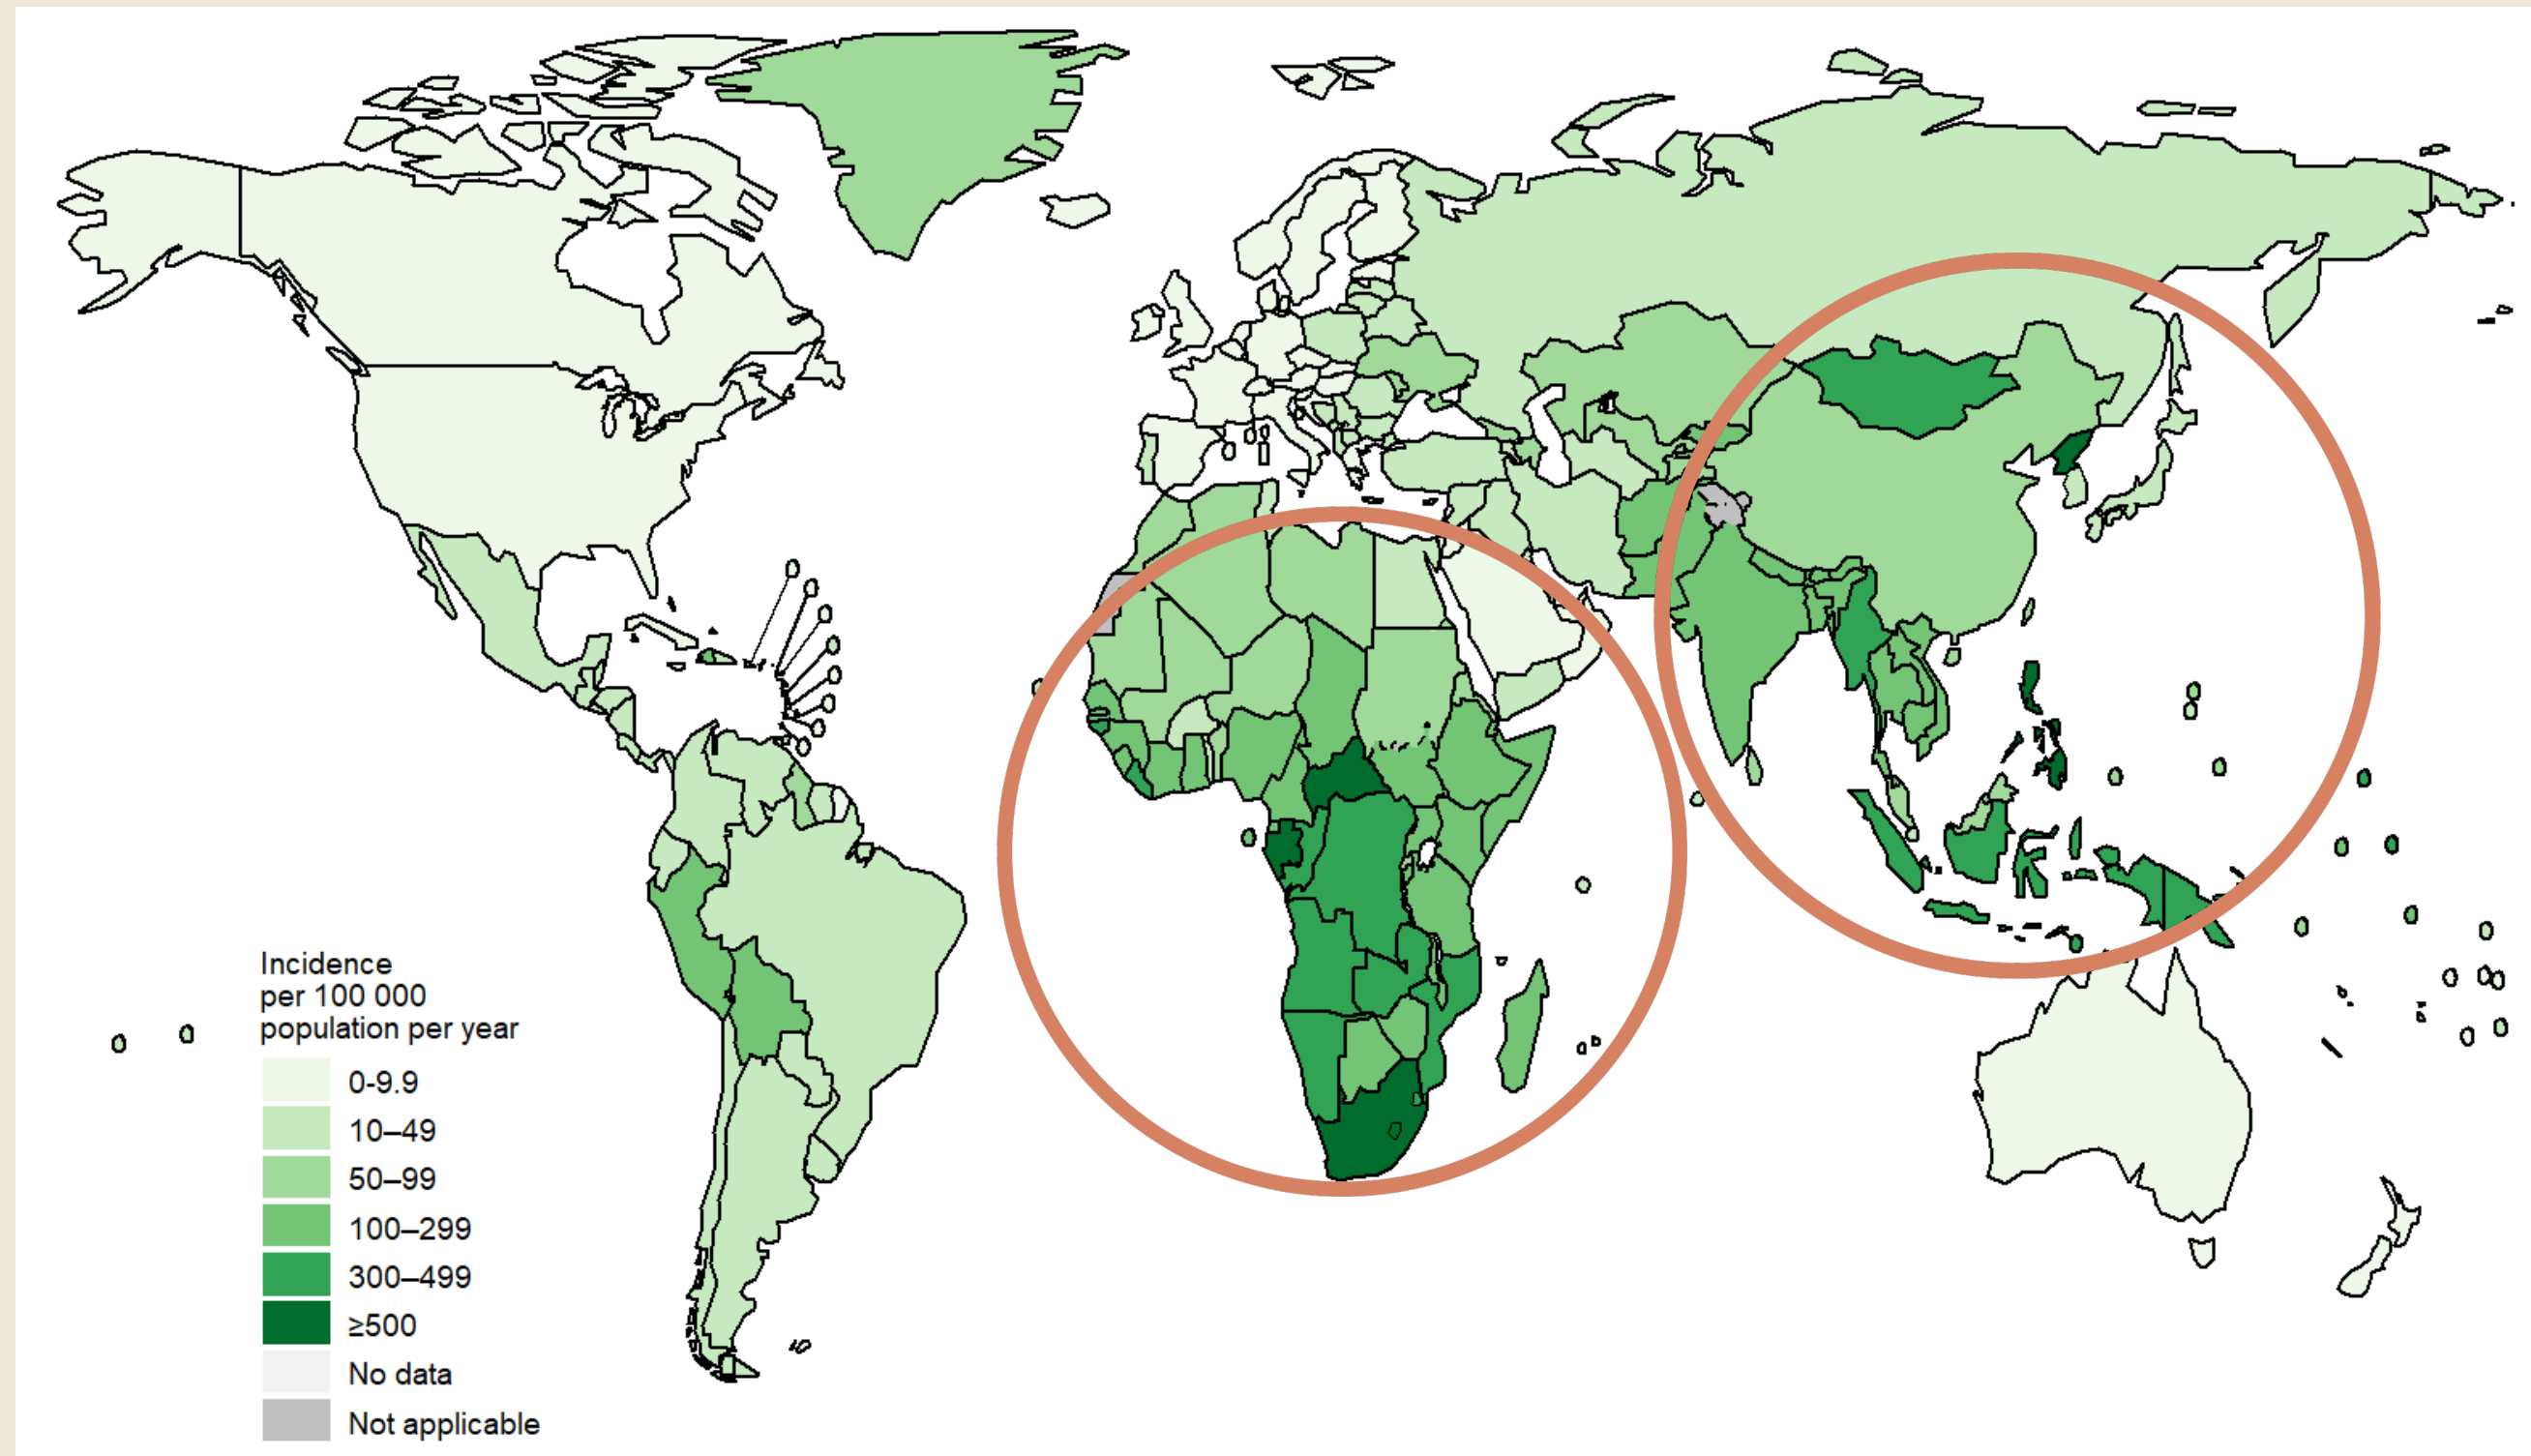 Incidence
per 100 000
population per year
0-9.9
10–49
50–99
100–299
300–499
≥500
No data
Not applicable